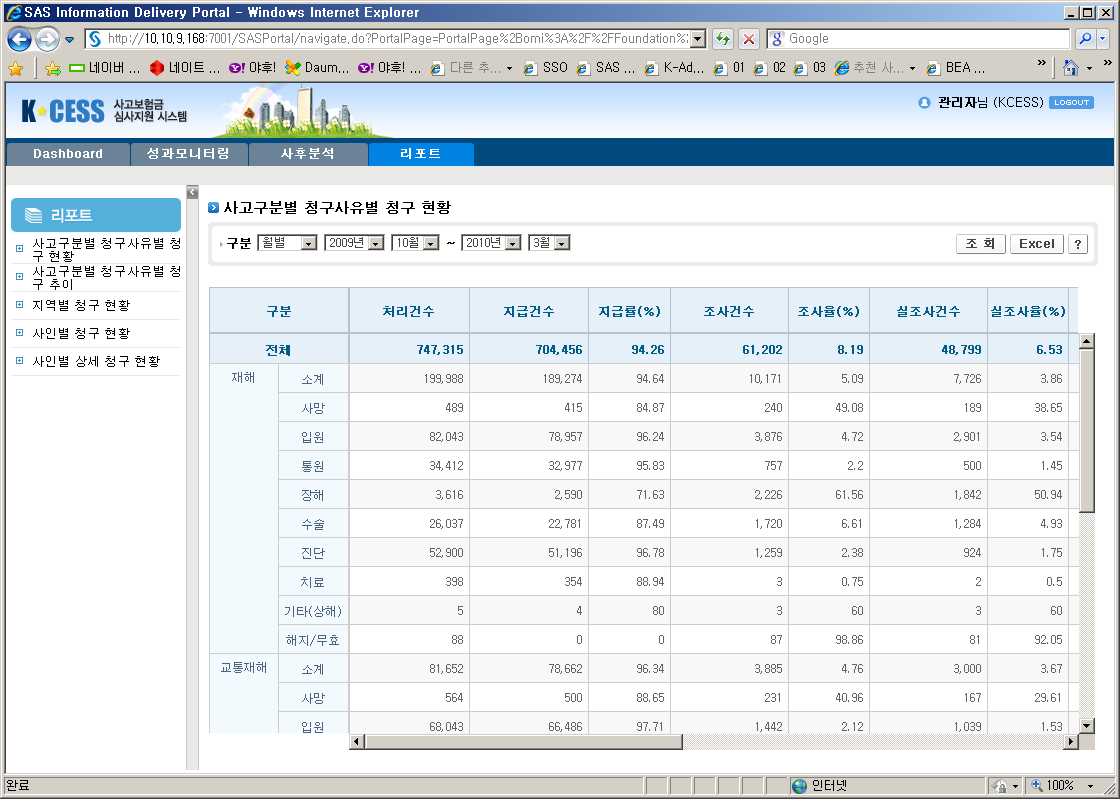 SAS Information Delivery Portal - Windows Internet Explorer
http://10.10.9.168:7001/SASPortal/navigate.do?PortalPage=PortalPage%2Bomi%3A%2F%2FFoundation%
Google
네이버 ... 네이트 ... 야후! Daum... 야후! ... 다른 추... SSO SAS ... K-Ad... 01 02 03 추천 사... BEA ... » »
K CESS 사고보험금 심사지원 시스템
관리자님 (KCESS) LOGOUT
Dashboard 성과모니터링 사후분석 리포트
리포트
사고구분별 청구사유별 청
구 현황
사고구분별 청구사유별 청
구 추이
지역별 청구 현황
사인별 청구 현황
사인별 상세 청구 현황
사고구분별 청구사유별 청구 현황
구분 월별 2009년 10월 ~ 2010년 3월 조 회 Excel ?
구분 처리건수 지급건수 지급률(%) 조사건수 조사율(%) 실조사건수 실조사율(%)
전체 747,315 704,456 94.26 61,202 8.19 48,799 6.53
재해 소계 199,988 189,274 94.64 10,171 5.09 7,726 3.86
사망 489 415 84.87 240 49.08 189 38.65
입원 82,043 78,957 96.24 3,876 4.72 2,901 3.54
통원 34,412 32,977 95.83 757 2.2 500 1.45
장해 3,616 2,590 71.63 2,226 61.56 1,842 50.94
수술 26,037 22,781 87.49 1,720 6.61 1,284 4.93
진단 52,900 51,196 96.78 1,259 2.38 924 1.75
치료 398 354 88.94 3 0.75 2 0.5
기타(상해) 5 4 80 3 60 3 60
해지/무효 88 0 0 87 98.86 81 92.05
교통재해 소계 81,652 78,662 96.34 3,885 4.76 3,000 3.67
사망 564 500 88.65 231 40.96 167 29.61
입원 68,043 66,486 97.71 1,442 2.12 1,039 1.53
완료 인터넷 100%